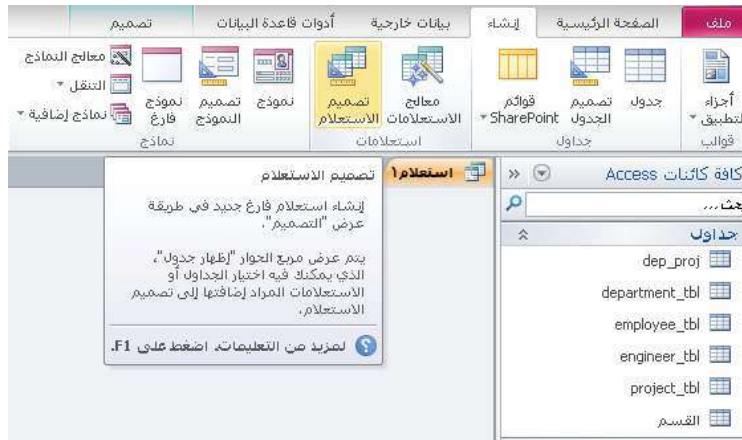 ملف
الصفحة الرئيسية
إنشاء
بيانات خارجية
أدوات قاعدة البيانات
تصميم
أجزاء
التطبيق
جدول
تصميم
الجدول
قوائم
SharePoint
معالج
الاستعلامات
تصميم
الاستعلام
نموذج
تصميم
النموذج
نموذج
فارغ
معالج النماذج
التنقل
نماذج إضافية
قوالب
جداول
استعلامات
نماذج
كافة كائنات Access
جداول
dep_proj
department_tbl
employee_tbl
engineer_tbl
project_tbl
القسم
استعلام١
تصميم الاستعلام
إنشاء استعلام فارغ جديد في طريقة
عرض "التصميم".
يتم عرض مربع الحوار "إظهار جدول"،
الذي يمكنك فيه اختيار الجداول أو
الاستعلامات المراد إضافتها إلى تصميم
الاستعلام.
لمزيد من التعليمات، اضغط على F1.